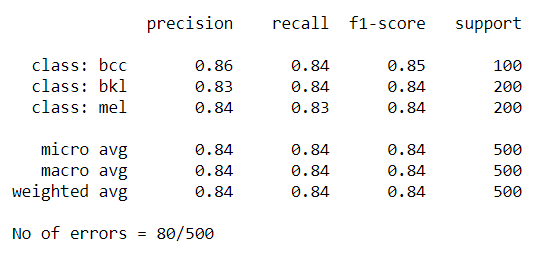 precision recall f1-score support
class: bcc 0.86 0.84 0.85 100
class: bkl 0.83 0.84 0.84 200
class: mel 0.84 0.83 0.84 200
micro avg 0.84 0.84 0.84 500
macro avg 0.84 0.84 0.84 500
weighted avg 0.84 0.84 0.84 500
No of errors = 80/500